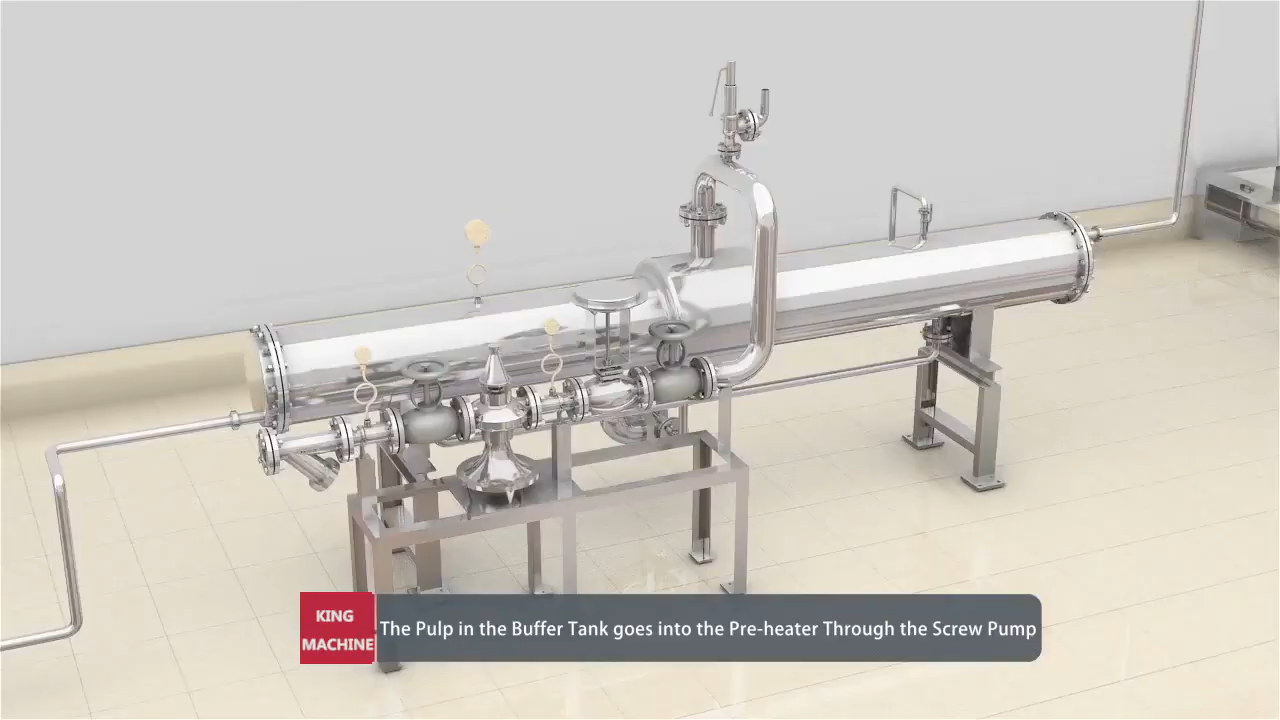 KING
MACHINE
The Pulp in the Buffer Tank goes into the Pre-heater Through the Screw Pump